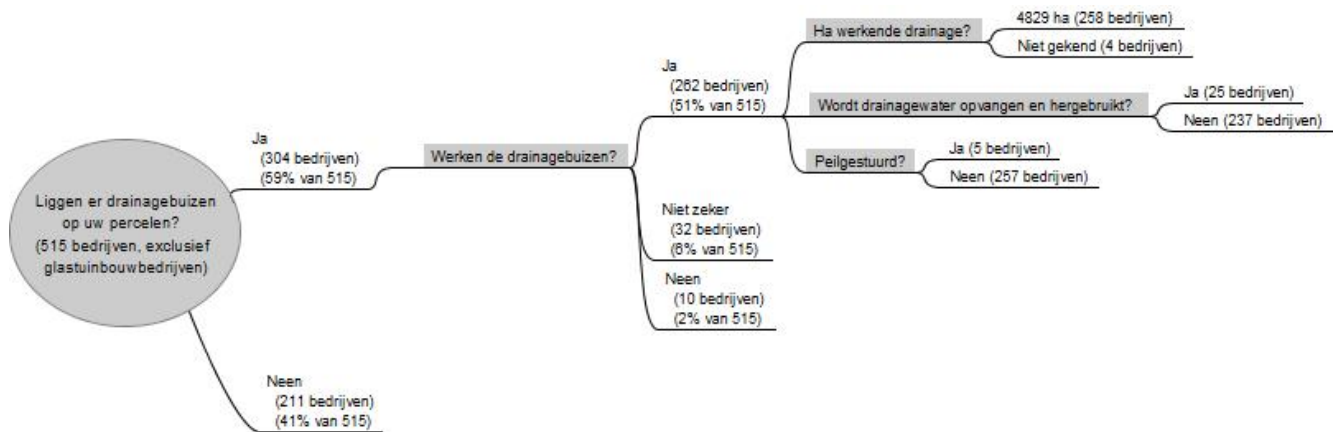 Liggen er drainagebuizen
op uw percelen?
(515 bedrijven, exclusief
glastuinbouwbedrijven)
Ja
(304 bedrijven)
(59% van 515)
Werken de drainagebuizen?
Ja
(262 bedrijven)
(51% van 515)
Ha werkende drainage?
4829 ha (258 bedrijven)
Niet gekend (4 bedrijven)
Wordt drainagewater opvangen en hergebruikt?
Ja (25 bedrijven)
Neen (237 bedrijven)
Peilgestuurd?
Ja (5 bedrijven)
Neen (257 bedrijven)
Niet zeker
(32 bedrijven)
(6% van 515)
Neen
(10 bedrijven)
(2% van 515)
Neen
(211 bedrijven)
(41% van 515)